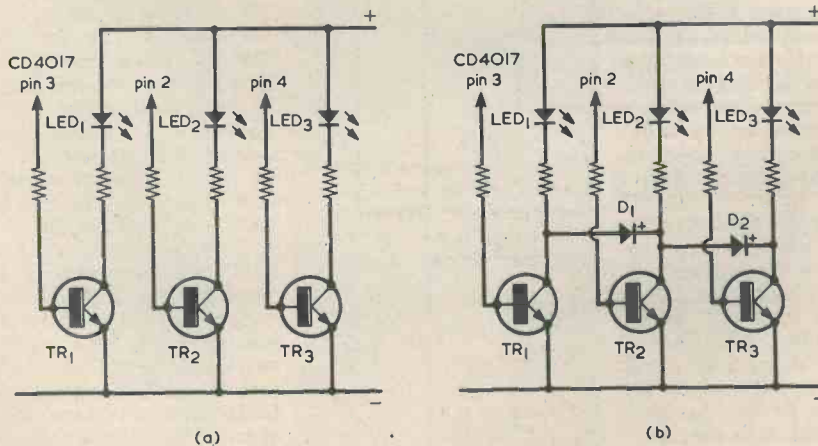 +
CD4017
pin 3
pin 2
pin 4
LED1
LED2
LED3
TR1
TR2
TR3
−
(a)
+
CD4017
pin 3
pin 2
pin 4
LED1
LED2
LED3
D1
+
D2
+
TR1
TR2
TR3
−
(b)